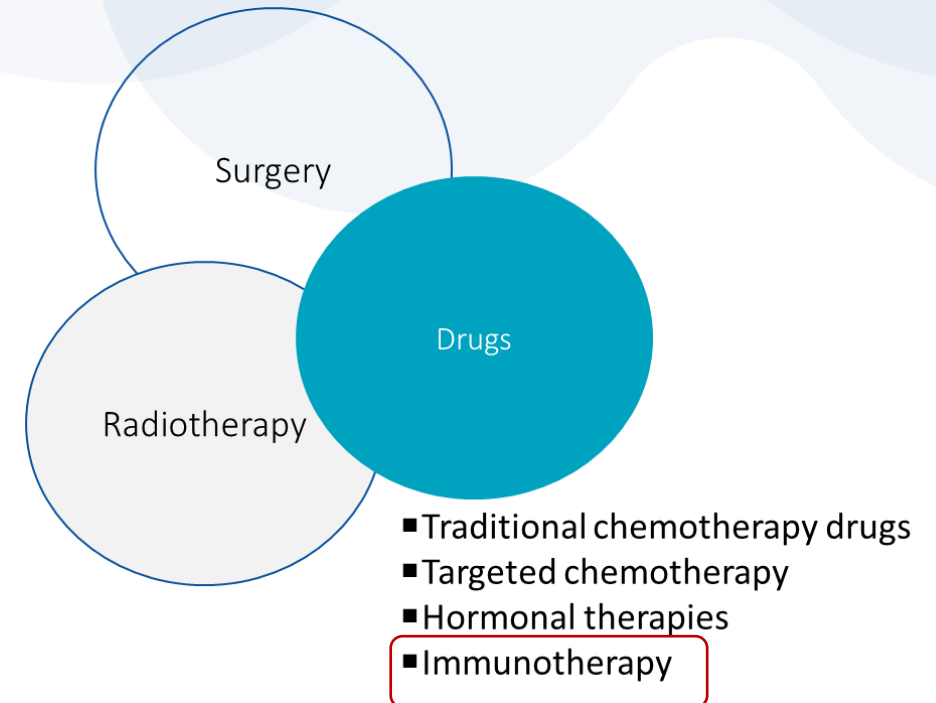 Surgery
Drugs
Radiotherapy
▪Traditional chemotherapy drugs
▪Targeted chemotherapy
▪Hormonal therapies
▪Immunotherapy